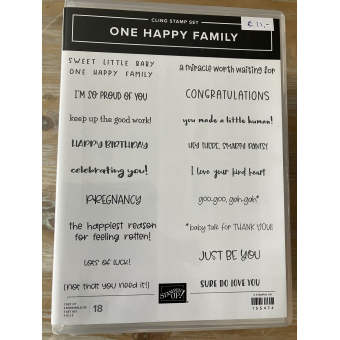 CLING STAMP SET
ONE HAPPY FAMILY
€ 11,-
SWEET LITTLE BABY
ONE HAPPY FAMILY
a miracle worth waiting for
I'M SO PROUD OF YOU
CONGRATULATIONS
keep up the good work!
you made a little human!
HAPPY BIRTHDAY
HEY THERE, SMARTY PANTS!
celebrating you!
I love your kind heart
PREGNANCY
goo-goo, gah-gah*
the happiest reason
for feeling rotten!
*baby talk for THANK YOU!
LOTS OF LUCK!
JUST BE YOU
(not that you need it!)
SURE DO LOVE YOU
STAMPIN' UP!
18
155474